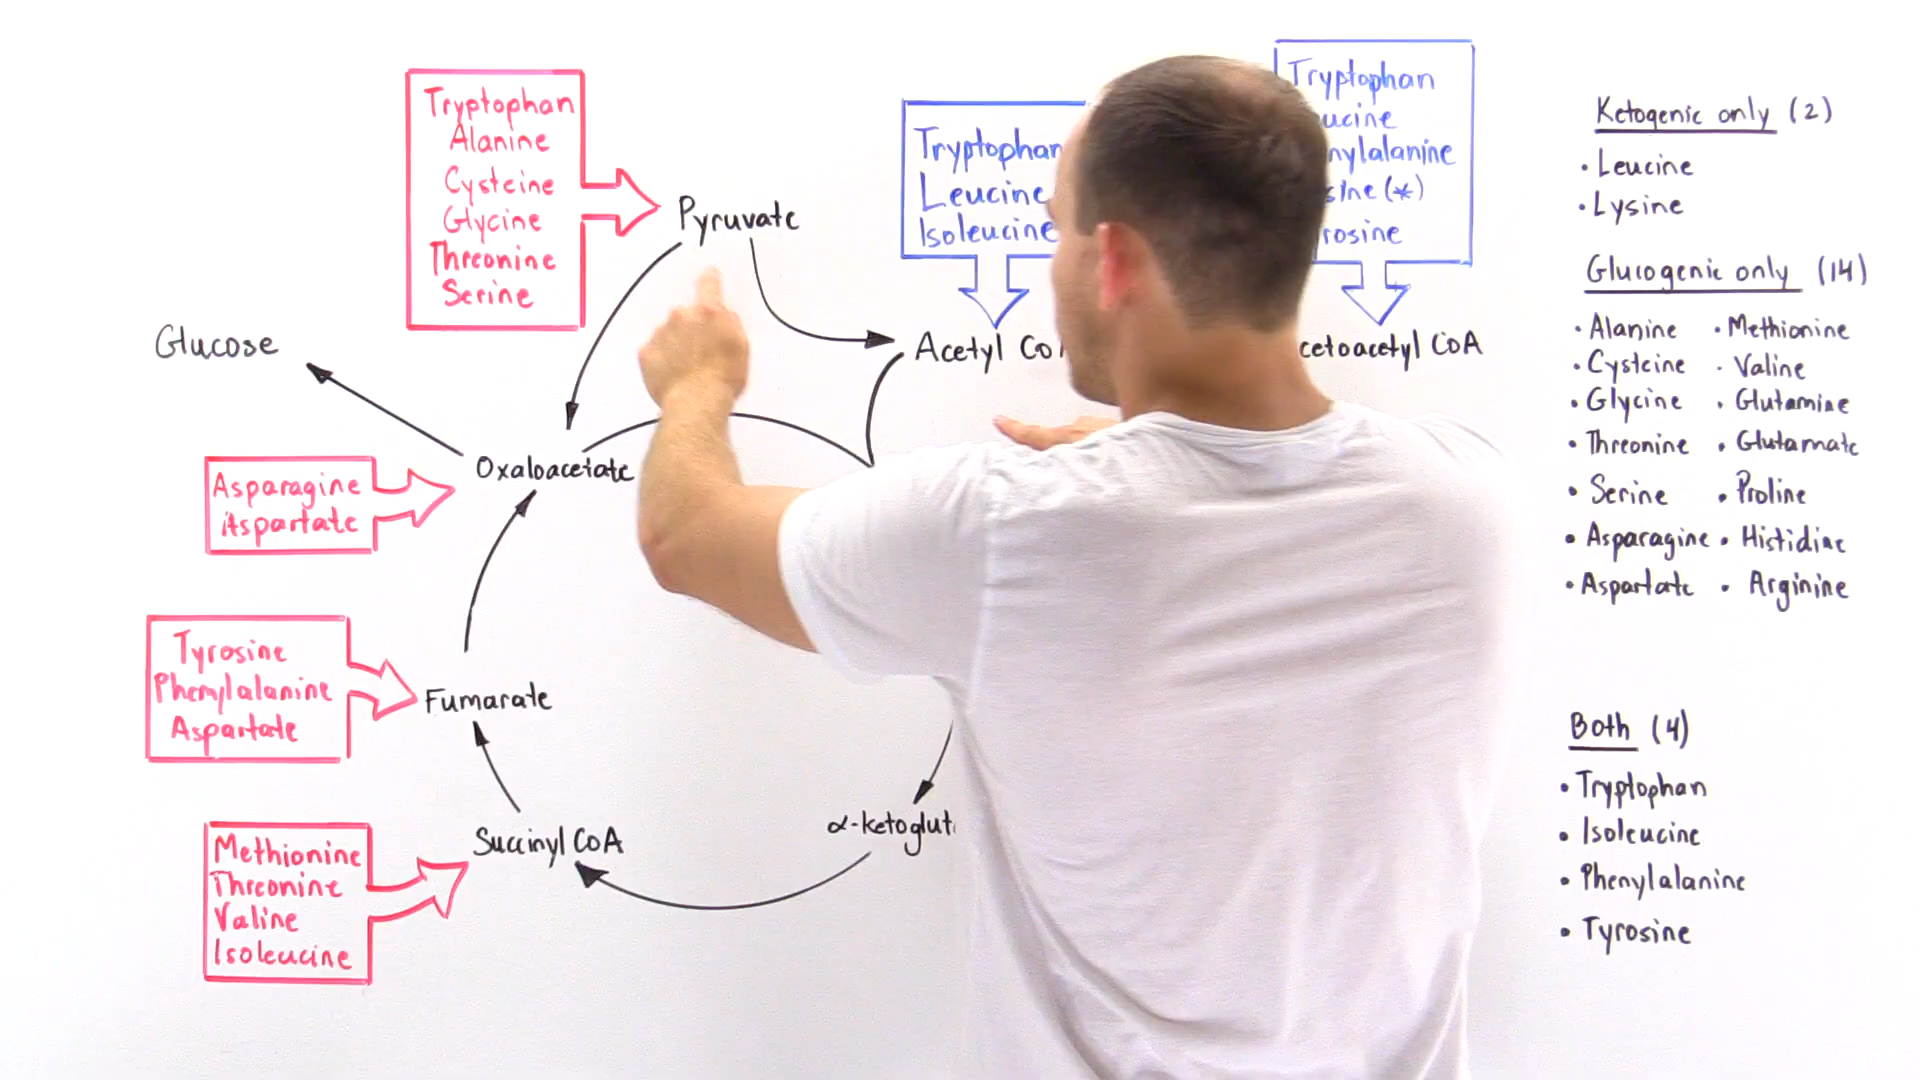 Tryptophan
Alanine
Cysteine
Glycine
Threonine
Serine
Pyruvate
Tryptophan
Leucine
Isoleucine
Tryptophan
ucine
nylalanine
sine (*)
rosine
Glucose
Acetyl Co
cetoacetyl CoA
Asparagine
Aspartate
Oxaloacetate
Tyrosine
Phenylalanine
Aspartate
Fumarate
Methionine
Threonine
Valine
Isoleucine
Succinyl CoA
α-ketoglut
Ketogenic only (2)
• Leucine
• Lysine
Glucogenic only (14)
• Alanine • Methionine
• Cysteine • Valine
• Glycine • Glutamine
• Threonine • Glutamate
• Serine • Proline
• Asparagine • Histidine
• Aspartate • Arginine
Both (4)
• Tryptophan
• Isoleucine
• Phenylalanine
• Tyrosine